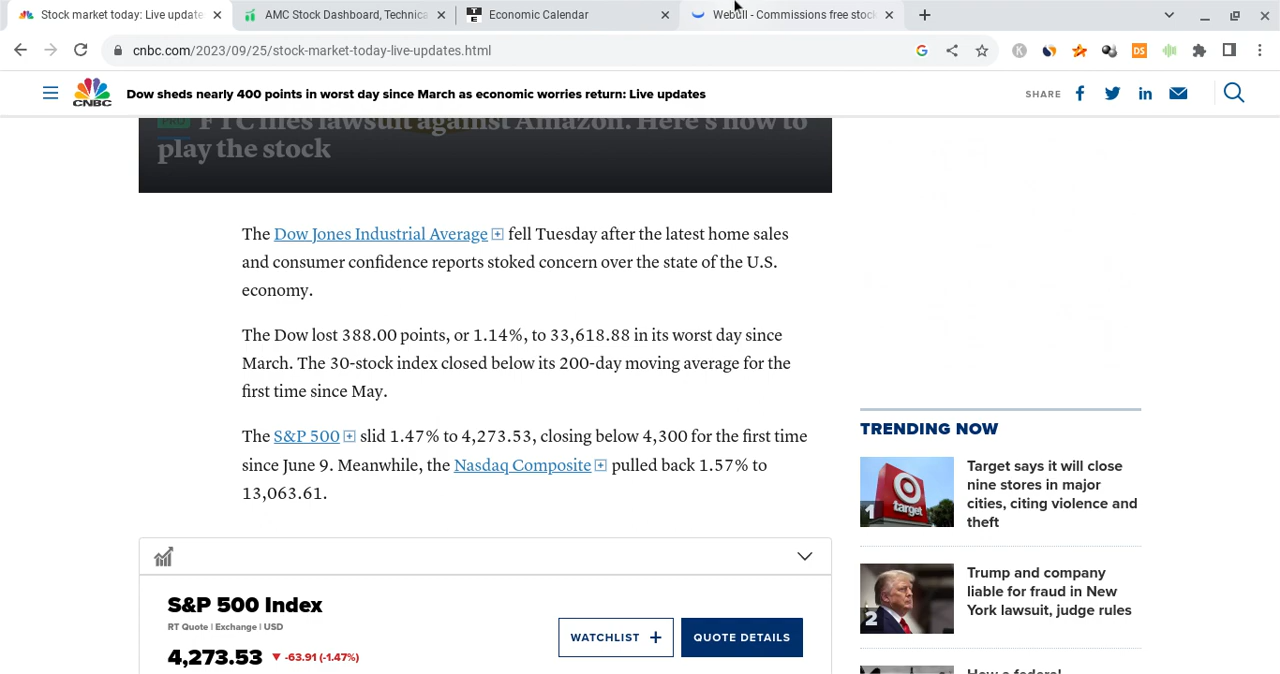 Stock market today: Live update
AMC Stock Dashboard, Technica
Economic Calendar
Webull - Commissions free stock
cnbc.com/2023/09/25/stock-market-today-live-updates.html
CNBC
Dow sheds nearly 400 points in worst day since March as economic worries return: Live updates
SHARE
FTC files lawsuit against Amazon. Here's how to
play the stock
The Dow Jones Industrial Average fell Tuesday after the latest home sales
and consumer confidence reports stoked concern over the state of the U.S.
economy.
The Dow lost 388.00 points, or 1.14%, to 33,618.88 in its worst day since
March. The 30-stock index closed below its 200-day moving average for the
first time since May.
The S&P 500 slid 1.47% to 4,273.53, closing below 4,300 for the first time
since June 9. Meanwhile, the Nasdaq Composite pulled back 1.57% to
13,063.61.
S&P 500 Index
RT Quote | Exchange | USD
4,273.53 ▼ -63.91 (-1.47%)
WATCHLIST +
QUOTE DETAILS
TRENDING NOW
1
target
Target says it will close
nine stores in major
cities, citing violence and
theft
2
Trump and company
liable for fraud in New
York lawsuit, judge rules
How a federal